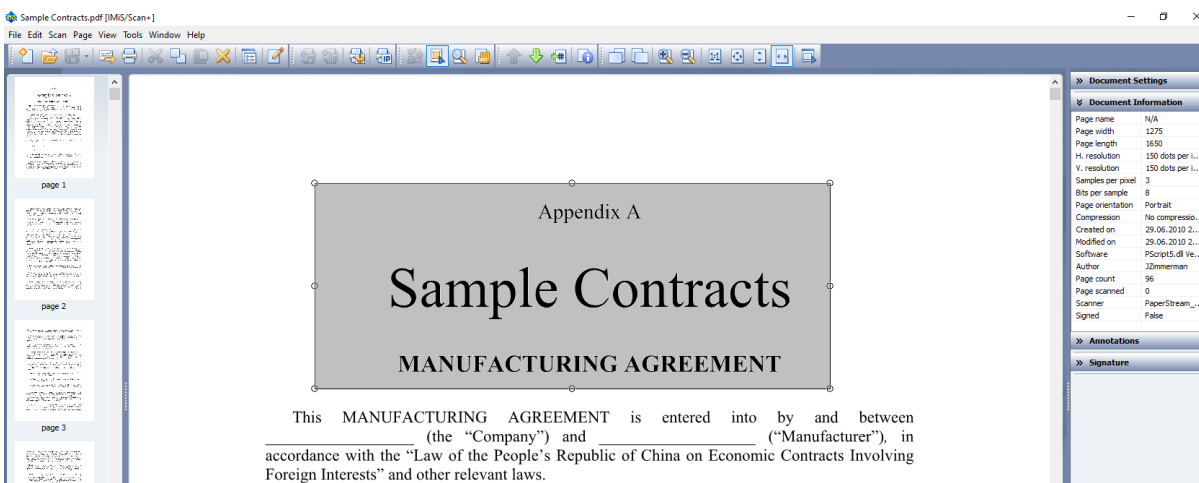 Sample Contracts.pdf [IMiS/Scan+]
File Edit Scan Page View Tools Window Help
page 1
page 2
page 3
Appendix A
Sample Contracts
MANUFACTURING AGREEMENT
This MANUFACTURING AGREEMENT is entered into by and between
___________________ (the “Company”) and ____________________ (“Manufacturer”), in
accordance with the “Law of the People’s Republic of China on Economic Contracts Involving
Foreign Interests” and other relevant laws.
Document Settings
Document Information
Page name N/A
Page width 1275
Page length 1650
H. resolution 150 dots per i...
V. resolution 150 dots per i...
Samples per pixel 3
Bits per sample 8
Page orientation Portrait
Compression No compressio...
Created on 29.06.2010 2...
Modified on 29.06.2010 2...
Software PScript5.dll Ve...
Author JZimmerman
Page count 96
Page scanned 0
Scanner PaperStream_...
Signed False
Annotations
Signature